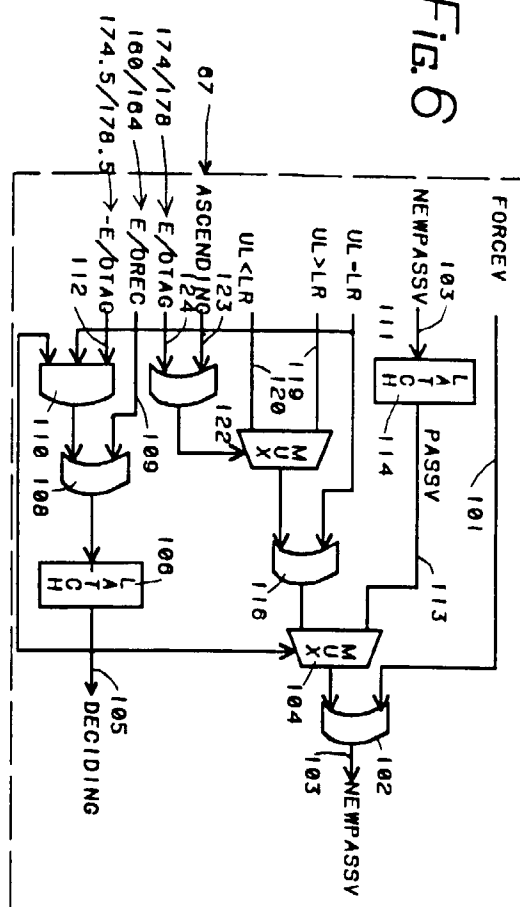 Fig. 6
FORCEV
101
103
NEWPASSV
111
LATCH
114
PASSV
113
UL=LR
UL>LR
119
UL<LR
120
67
ASCENDING
123
174/178
E/OTAG
124
160/164
E/OREC
109
174.5/178.5
-E/OTAG
112
122
MUX
116
MUX
104
102
103
NEWPASSV
110
108
LATCH
106
105
DECIDING